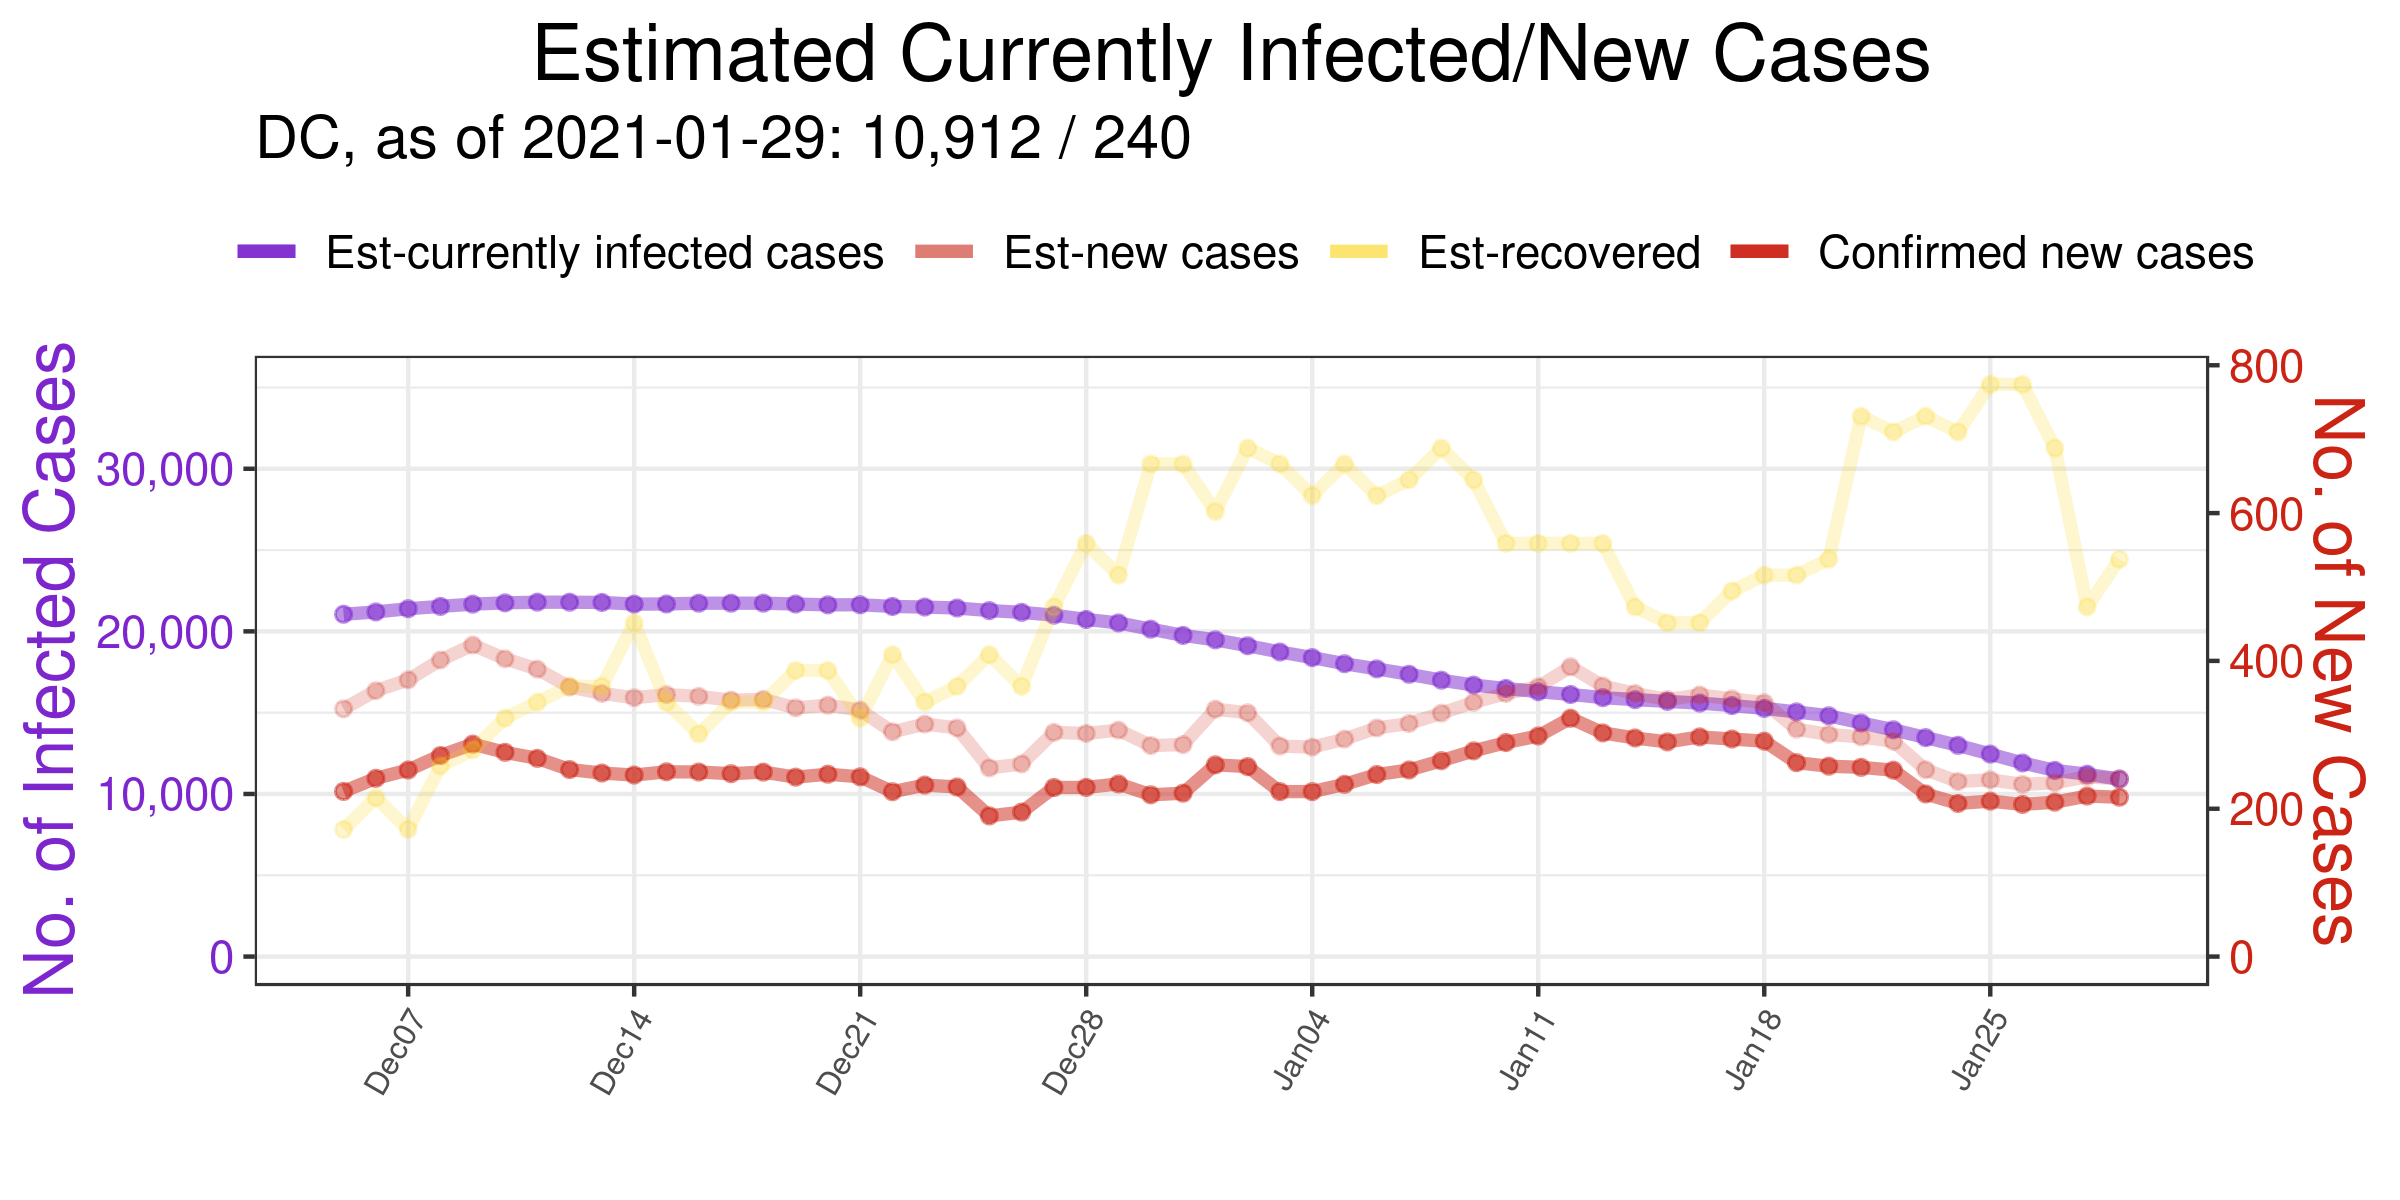 Estimated Currently Infected/New Cases
DC, as of 2021-01-29: 10,912 / 240
Est-currently infected cases Est-new cases Est-recovered Confirmed new cases
No. of Infected Cases
30,000
20,000
10,000
0
800
600
400
200
0
No. of New Cases
Dec07 Dec14 Dec21 Dec28 Jan04 Jan11 Jan18 Jan25